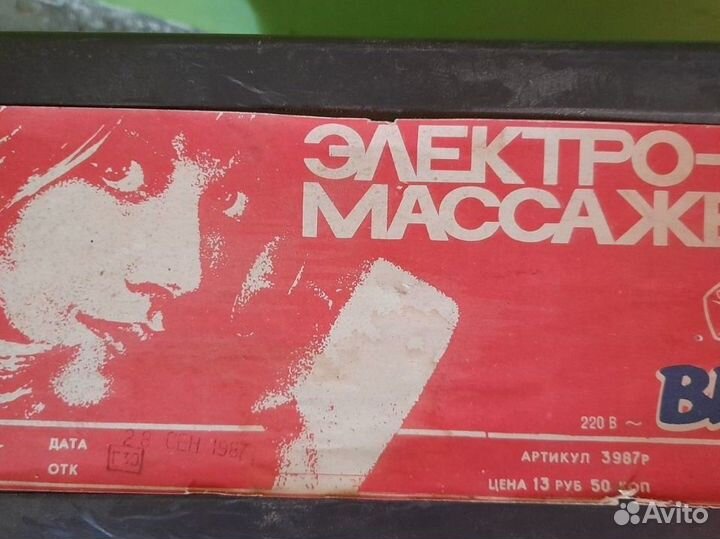 ЭЛЕКТРО-
МАССАЖЕ
220 В ~
ДАТА 28 СЕН 1987
ОТК
АРТИКУЛ 3987р
ЦЕНА 13 РУБ 50 КОП
Avito